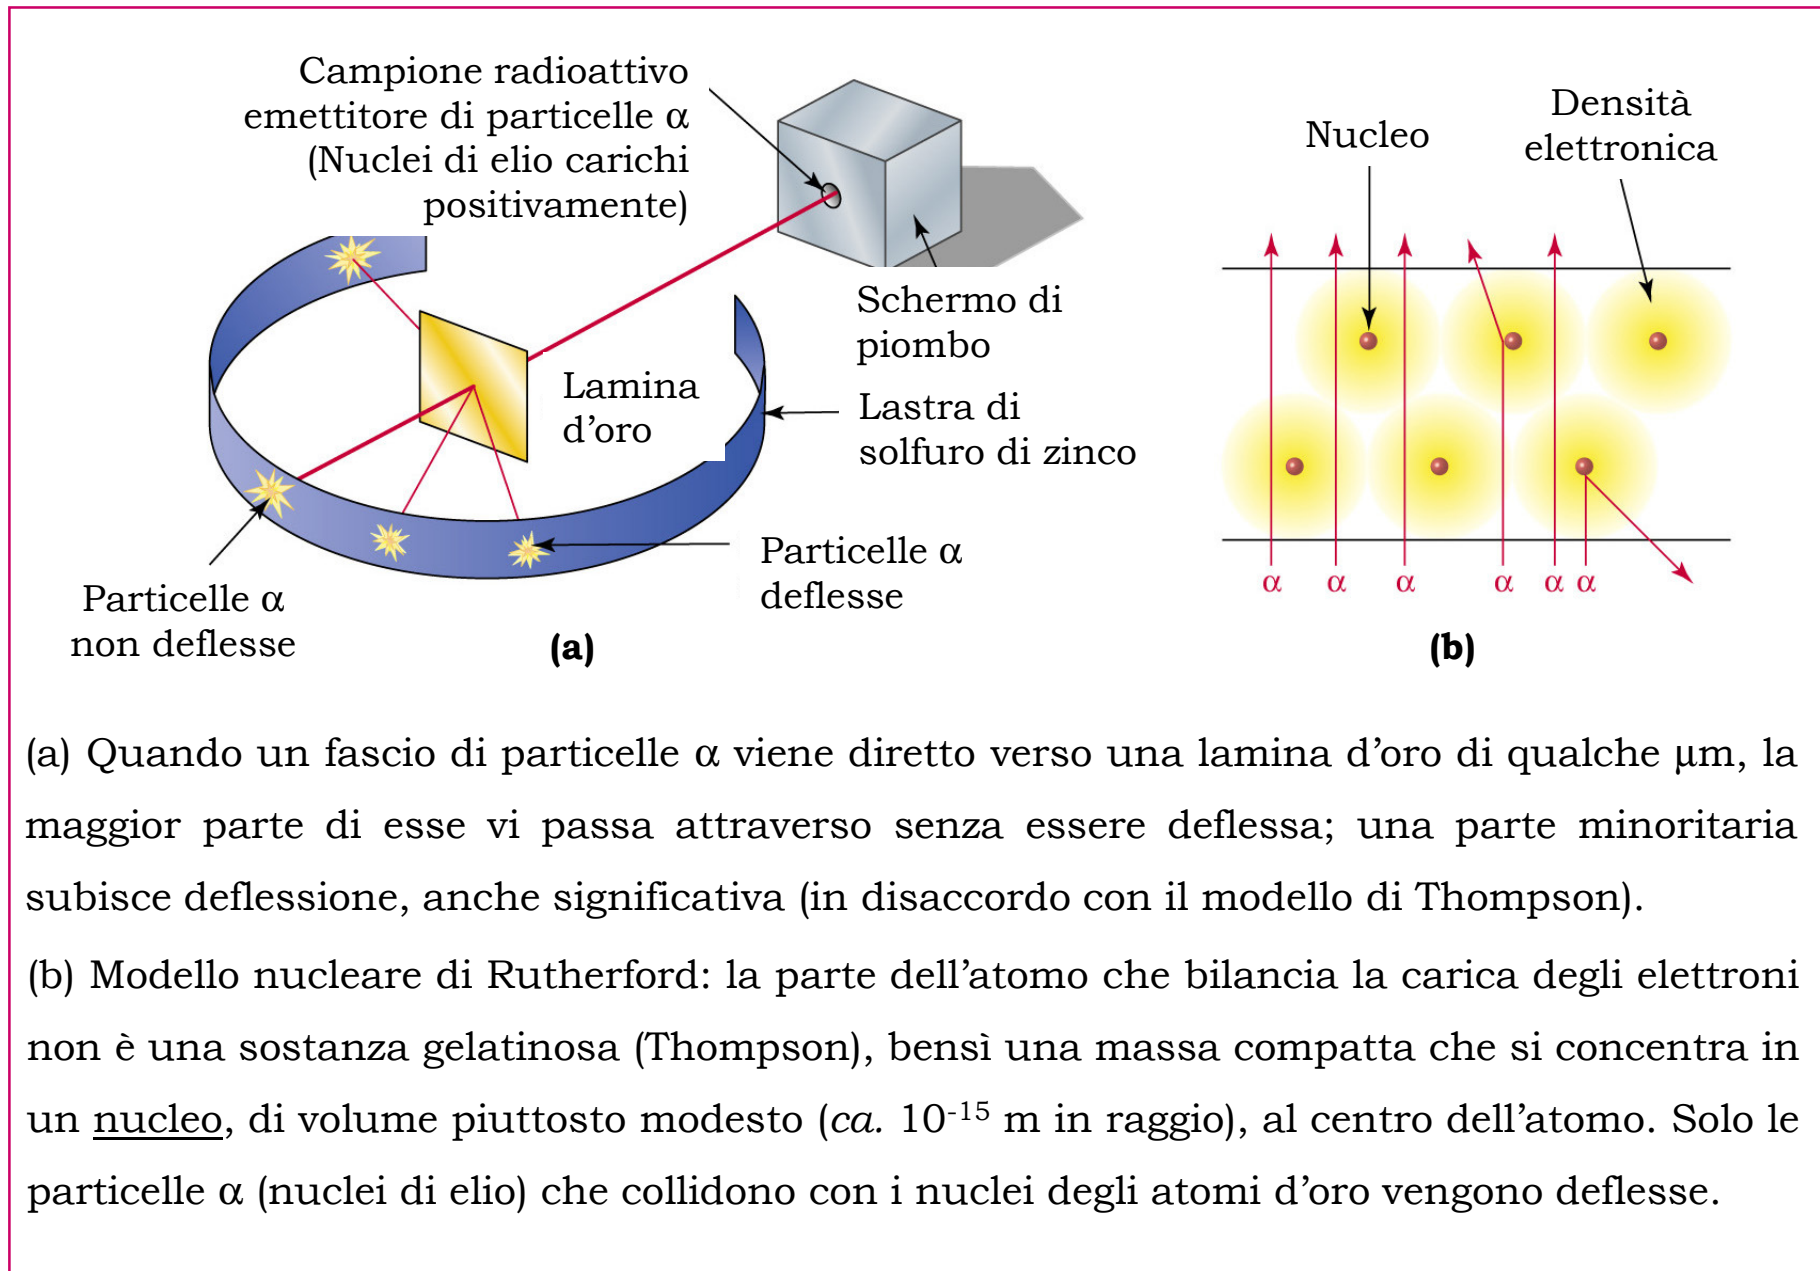 Campione radioattivo
emettitore di particelle α
(Nuclei di elio carichi
positivamente)
Schermo di
piombo
Lamina
d’oro
Lastra di
solfuro di zinco
Particelle α
deflesse
Particelle α
non deflesse
(a)
Nucleo
Densità
elettronica
α α α α α α
(b)
(a) Quando un fascio di particelle α viene diretto verso una lamina d’oro di qualche μm, la
maggior parte di esse vi passa attraverso senza essere deflessa; una parte minoritaria
subisce deflessione, anche significativa (in disaccordo con il modello di Thompson).
(b) Modello nucleare di Rutherford: la parte dell’atomo che bilancia la carica degli elettroni
non è una sostanza gelatinosa (Thompson), bensì una massa compatta che si concentra in
un nucleo, di volume piuttosto modesto (ca. 10⁻¹⁵ m in raggio), al centro dell’atomo. Solo le
particelle α (nuclei di elio) che collidono con i nuclei degli atomi d’oro vengono deflesse.